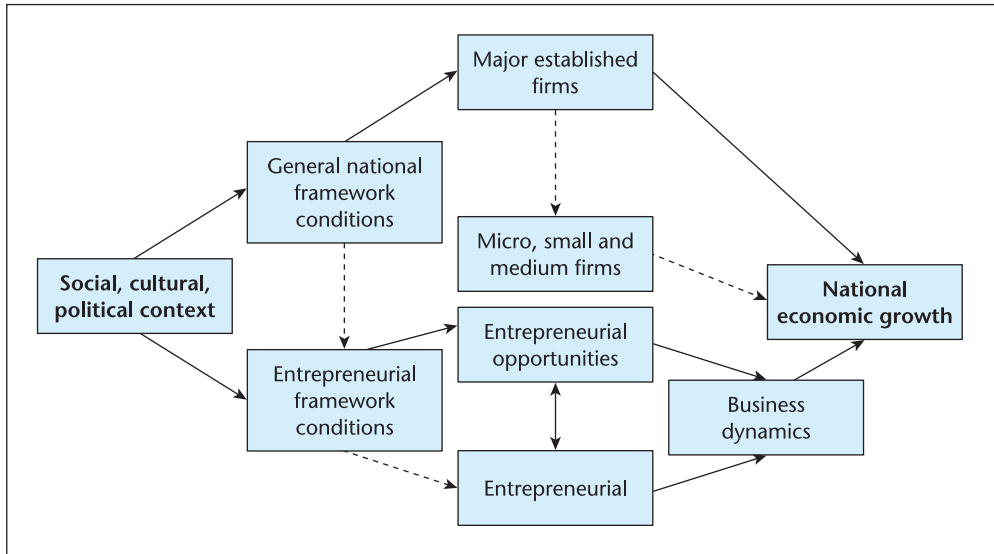 Major established
firms
General national
framework
conditions
Micro, small and
medium firms
Social, cultural,
political context
National
economic growth
Entrepreneurial
opportunities
Entrepreneurial
framework
conditions
Business
dynamics
Entrepreneurial